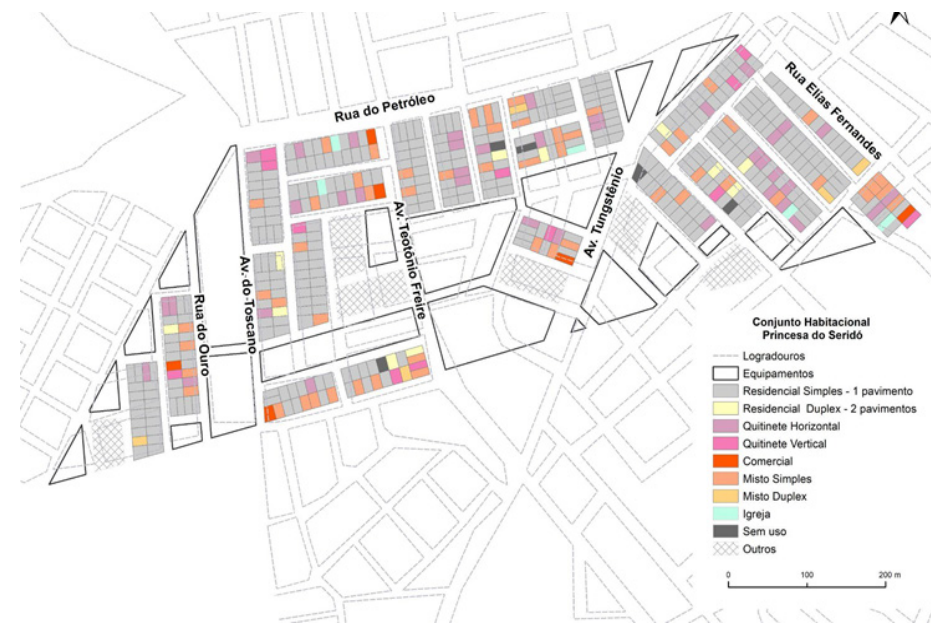 Rua do Petróleo
Rua Elias Fernandes
Av. Tungstênio
Av. Teotônio Freire
Av. do Toscano
Rua do Ouro
Conjunto Habitacional
Princesa do Seridó
Logradouros
Equipamentos
Residencial Simples - 1 pavimento
Residencial Duplex - 2 pavimentos
Quitinete Horizontal
Quitinete Vertical
Comercial
Misto Simples
Misto Duplex
Igreja
Sem uso
Outros
0 100 200 m